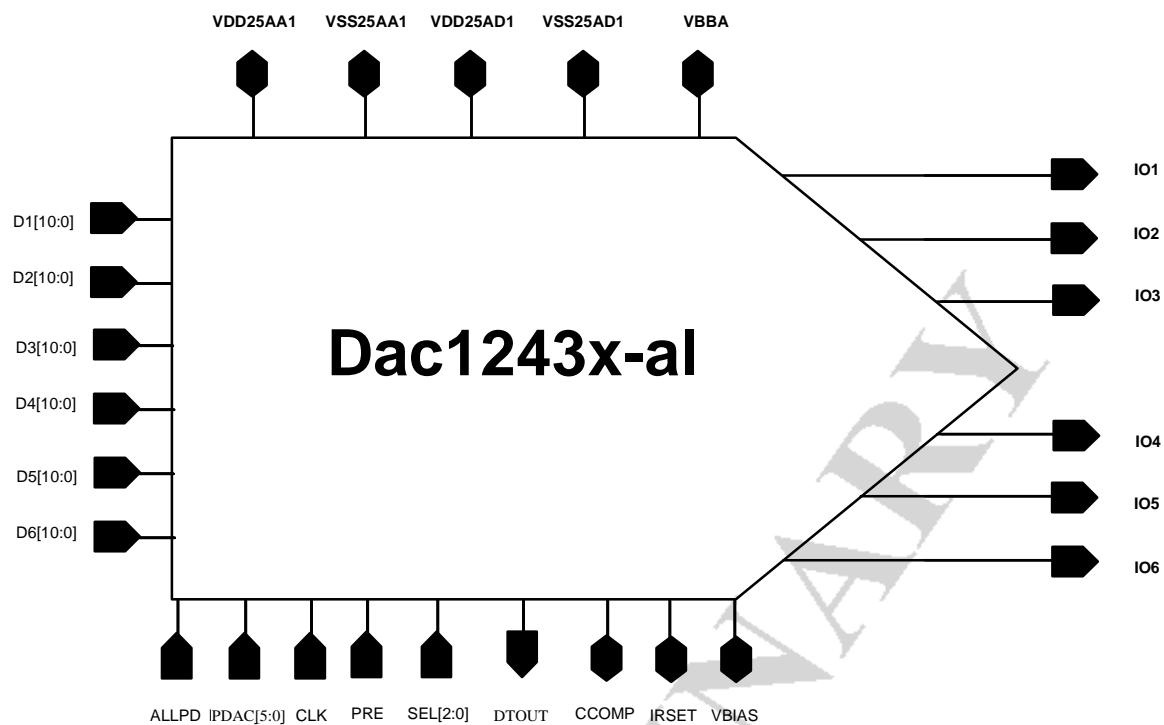 VDD25AA1 VSS25AA1 VDD25AD1 VSS25AD1 VBBA
IO1
D1[10:0]
IO2
D2[10:0]
IO3
D3[10:0]
Dac1243x-al
D4[10:0]
IO4
D5[10:0]
IO5
D6[10:0]
IO6
ALLPD IPDAC[5:0] CLK PRE SEL[2:0] DTOUT CCOMP IRSET VBIAS
NARY